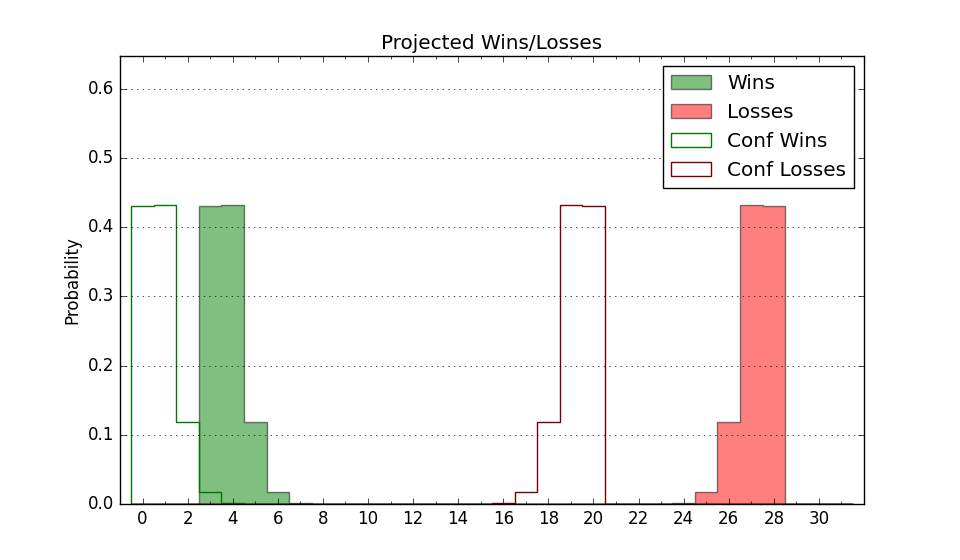 Projected Wins/Losses
Wins
Losses
Conf Wins
Conf Losses
Probability
0.6
0.5
0.4
0.3
0.2
0.1
0.0
0 2 4 6 8 10 12 14 16 18 20 22 24 26 28 30